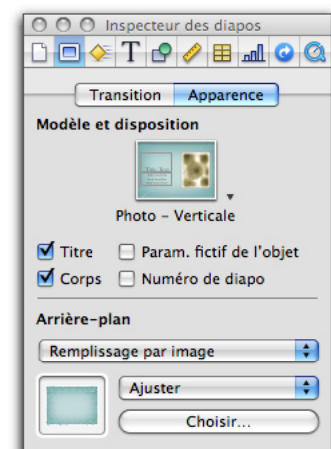 Inspecteur des diapos
T
Transition Apparence
Modèle et disposition
Photo – Verticale
Titre Param. fictif de l'objet
Corps Numéro de diapo
Arrière-plan
Remplissage par image
Ajuster
Choisir...